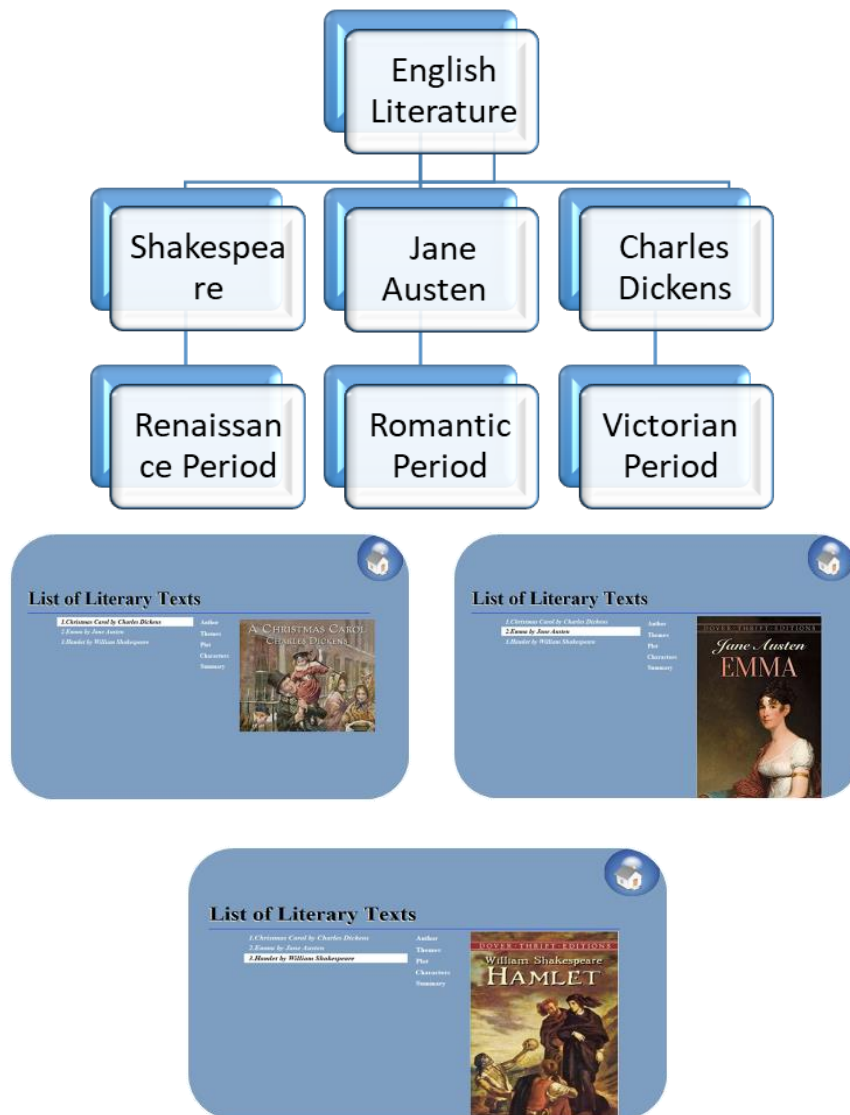 English
Literature
Shakespea
re
Jane
Austen
Charles
Dickens
Renaissan
ce Period
Romantic
Period
Victorian
Period
List of Literary Texts
1.Christmas Carol by Charles Dickens
2.Emma by Jane Austen
3.Hamlet by William Shakespeare
Author
Themes
Plot
Characters
Summary
A CHRISTMAS CAROL
CHARLES DICKENS
List of Literary Texts
1.Christmas Carol by Charles Dickens
2.Emma by Jane Austen
3.Hamlet by William Shakespeare
Author
Themes
Plot
Characters
Summary
DOVER · THRIFT · EDITIONS
Jane Austen
EMMA
List of Literary Texts
1.Christmas Carol by Charles Dickens
2.Emma by Jane Austen
3.Hamlet by William Shakespeare
Author
Themes
Plot
Characters
Summary
DOVER · THRIFT · EDITIONS
William Shakespeare
HAMLET